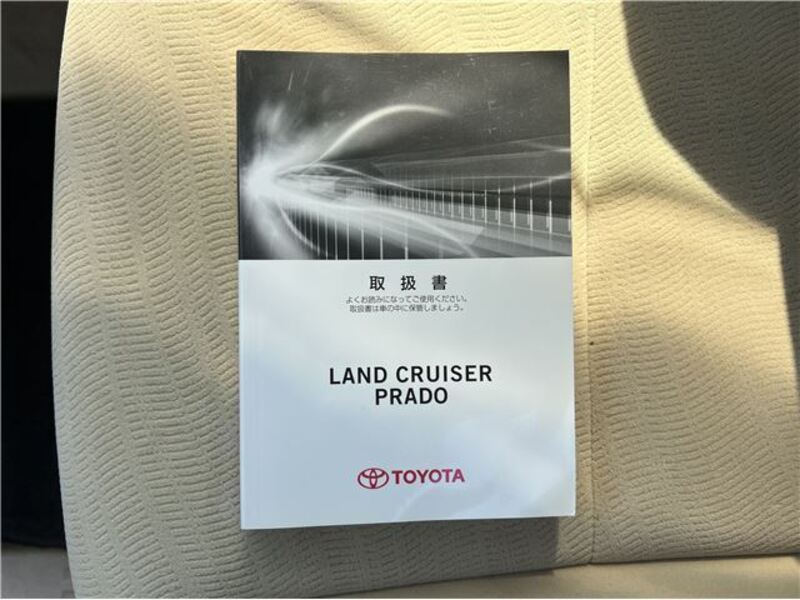 取扱書
よくお読みになってご使用ください。
取扱書は車の中に保管しましょう。
LAND CRUISER
PRADO
TOYOTA